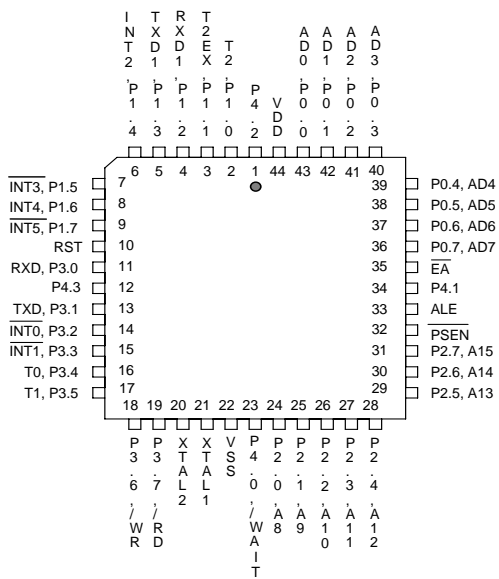 INT2, P1.4
TXD1, P1.3
RXD1, P1.2
T2EX, P1.1
T2, P1.0
P4.2
VDD
AD0, P0.0
AD1, P0.1
AD2, P0.2
AD3, P0.3
6 5 4 3 2 1 44 43 42 41 40
INT3, P1.5 7 39 P0.4, AD4
INT4, P1.6 8 38 P0.5, AD5
INT5, P1.7 9 37 P0.6, AD6
RST 10 36 P0.7, AD7
RXD, P3.0 11 35 EA
P4.3 12 34 P4.1
TXD, P3.1 13 33 ALE
INT0, P3.2 14 32 PSEN
INT1, P3.3 15 31 P2.7, A15
T0, P3.4 16 30 P2.6, A14
T1, P3.5 17 29 P2.5, A13
18 19 20 21 22 23 24 25 26 27 28
P3.6, /WR
P3.7, /RD
XTAL2
XTAL1
VSS
P4.0, /WAIT
P2.0, A8
P2.1, A9
P2.2, A10
P2.3, A11
P2.4, A12